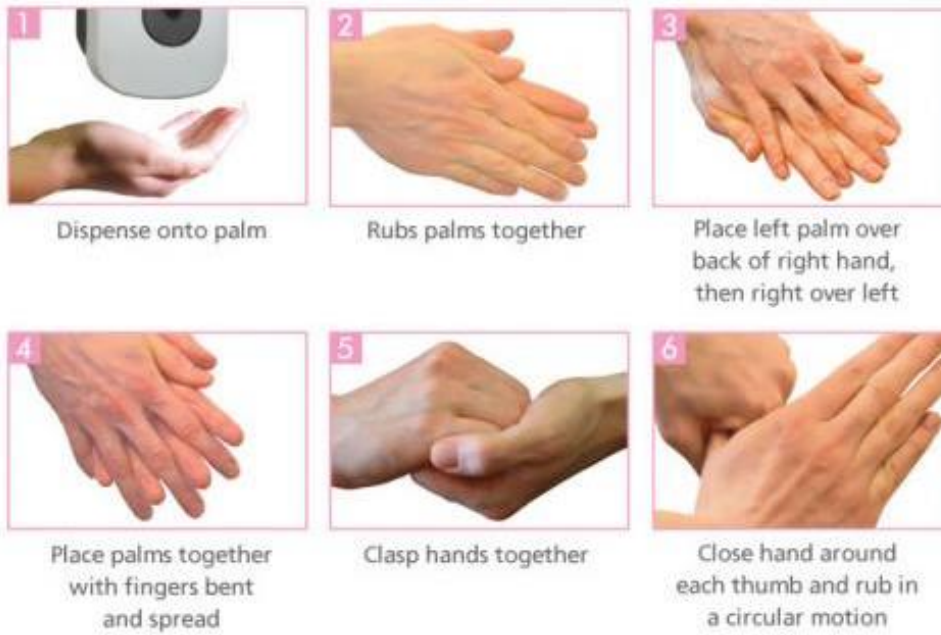 1
2
3
Dispense onto palm
Rubs palms together
Place left palm over
back of right hand,
then right over left
4
5
6
Place palms together
with fingers bent
and spread
Clasp hands together
Close hand around
each thumb and rub in
a circular motion